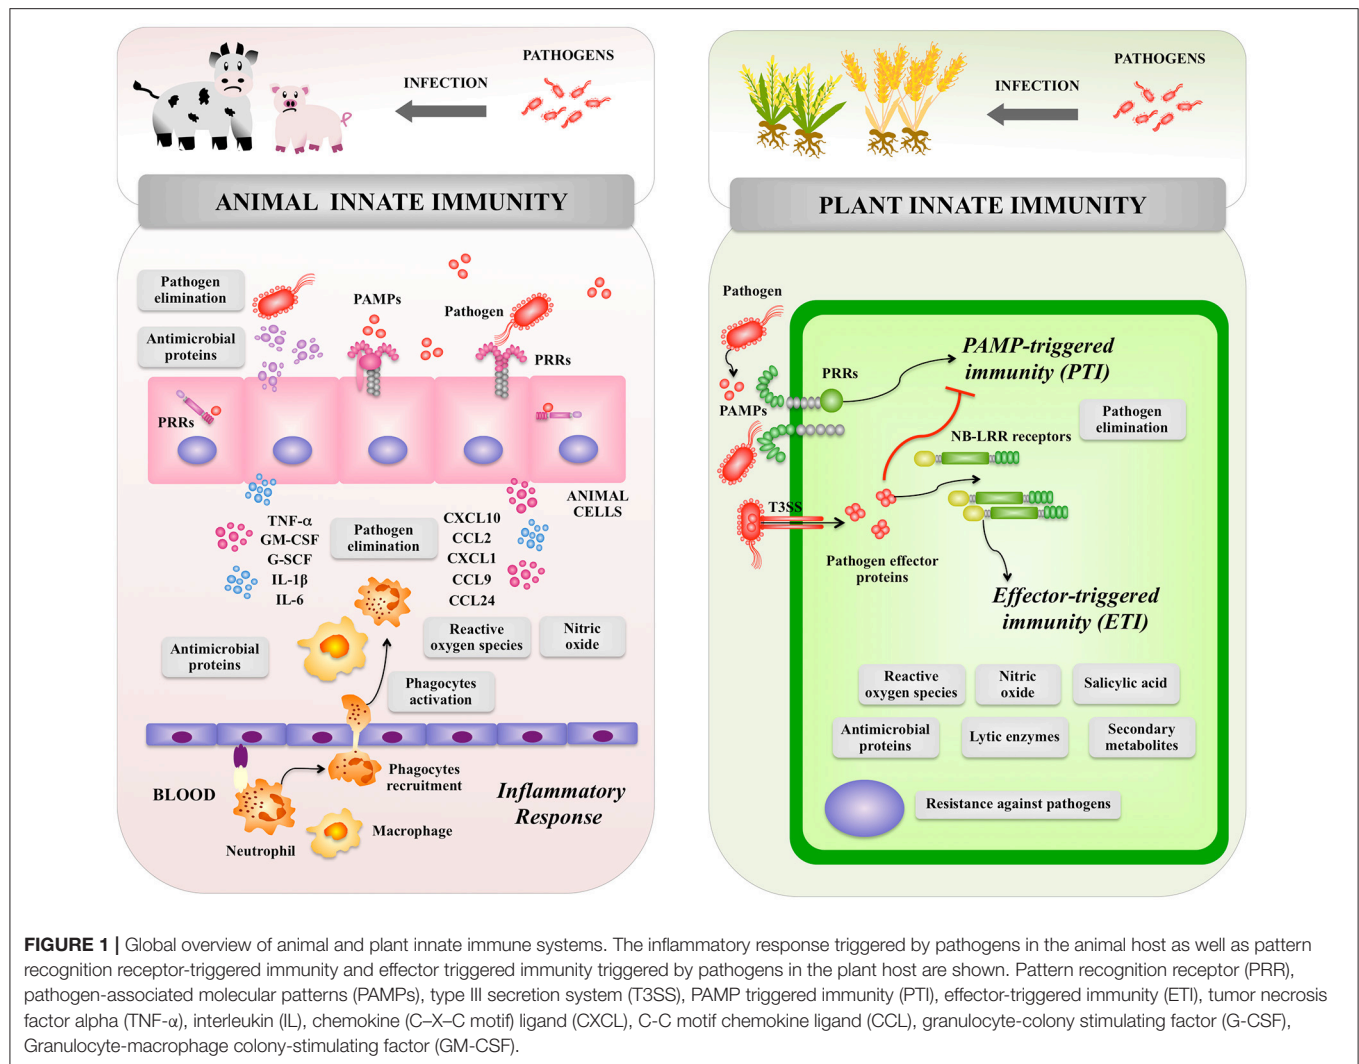 PATHOGENS
INFECTION
ANIMAL INNATE IMMUNITY
Pathogen
elimination
PAMPs
Pathogen
Antimicrobial
proteins
PRRs
PRRs
ANIMAL
CELLS
TNF-α
GM-CSF
G-SCF
IL-1β
IL-6
Pathogen
elimination
CXCL10
CCL2
CXCL1
CCL9
CCL24
Antimicrobial
proteins
Reactive
oxygen species
Nitric
oxide
Phagocytes
activation
BLOOD
Phagocytes
recruitment
Inflammatory
Response
Macrophage
Neutrophil
PATHOGENS
INFECTION
PLANT INNATE IMMUNITY
Pathogen
PAMP-triggered
immunity (PTI)
PRRs
PAMPs
Pathogen
elimination
NB-LRR receptors
T3SS
Pathogen effector
proteins
Effector-triggered
immunity (ETI)
Reactive
oxygen species
Nitric
oxide
Salicylic acid
Antimicrobial
proteins
Lytic enzymes
Secondary
metabolites
Resistance against pathogens
FIGURE 1 | Global overview of animal and plant innate immune systems. The inflammatory response triggered by pathogens in the animal host as well as pattern
recognition receptor-triggered immunity and effector triggered immunity triggered by pathogens in the plant host are shown. Pattern recognition receptor (PRR),
pathogen-associated molecular patterns (PAMPs), type III secretion system (T3SS), PAMP triggered immunity (PTI), effector-triggered immunity (ETI), tumor necrosis
factor alpha (TNF-α), interleukin (IL), chemokine (C–X–C motif) ligand (CXCL), C-C motif chemokine ligand (CCL), granulocyte-colony stimulating factor (G-CSF),
Granulocyte-macrophage colony-stimulating factor (GM-CSF).